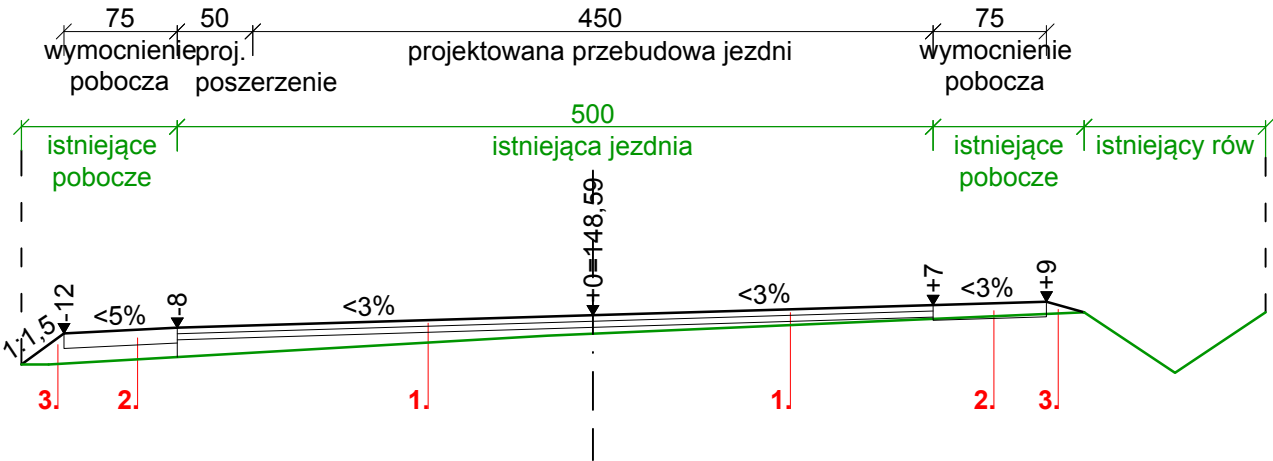 75 50 450 75
wymocnienie proj. projektowana przebudowa jezdni wymocnienie
pobocza poszerzenie pobocza
500
istniejące istniejąca jezdnia istniejące istniejący rów
pobocze pobocze
+0=148,59
1:1,5 -12 <5% -8 <3% <3% +7 <3% +9
3. 2. 1. 1. 2. 3.